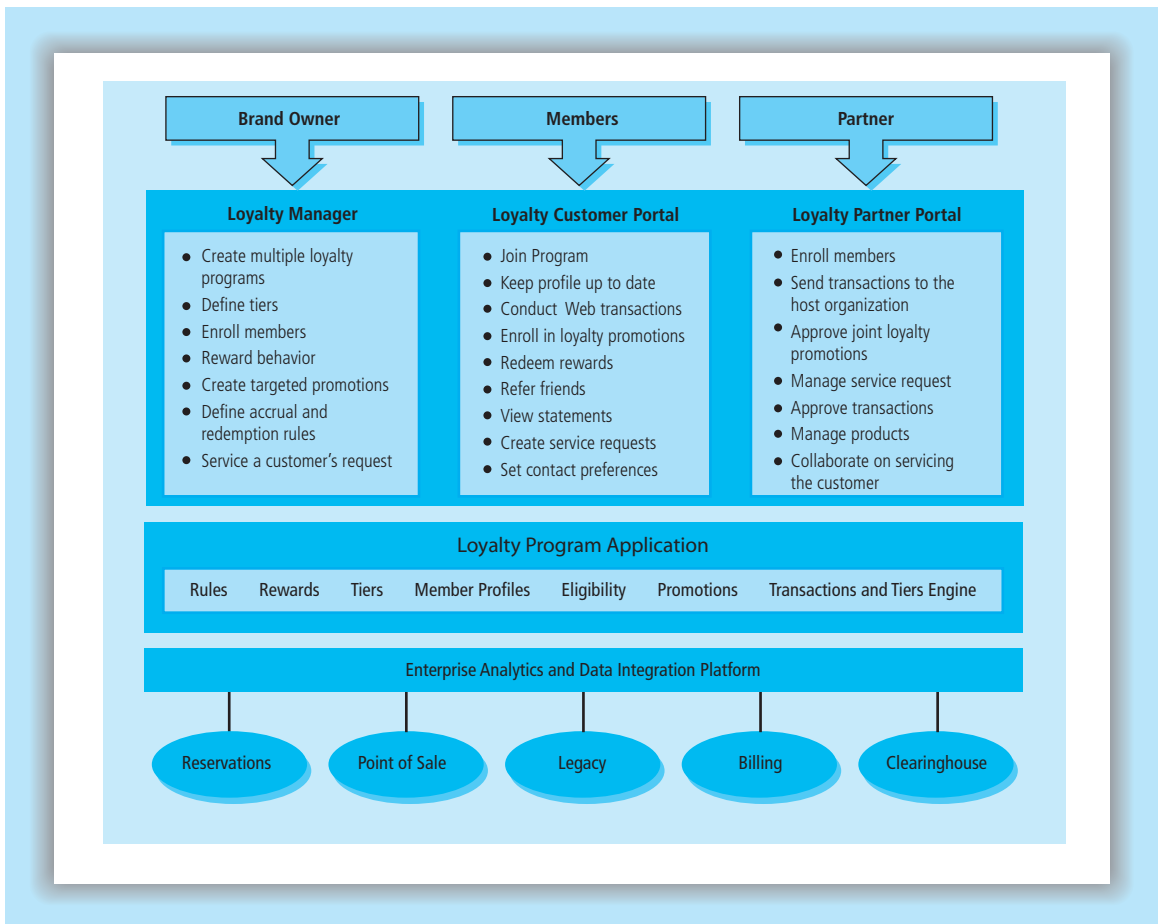 Brand Owner
Members
Partner
Loyalty Manager
Create multiple loyalty
programs
Define tiers
Enroll members
Reward behavior
Create targeted promotions
Define accrual and
redemption rules
Service a customer's request
Loyalty Customer Portal
Join Program
Keep profile up to date
Conduct Web transactions
Enroll in loyalty promotions
Redeem rewards
Refer friends
View statements
Create service requests
Set contact preferences
Loyalty Partner Portal
Enroll members
Send transactions to the
host organization
Approve joint loyalty
promotions
Manage service request
Approve transactions
Manage products
Collaborate on servicing
the customer
Loyalty Program Application
Rules Rewards Tiers Member Profiles Eligibility Promotions Transactions and Tiers Engine
Enterprise Analytics and Data Integration Platform
Reservations
Point of Sale
Legacy
Billing
Clearinghouse